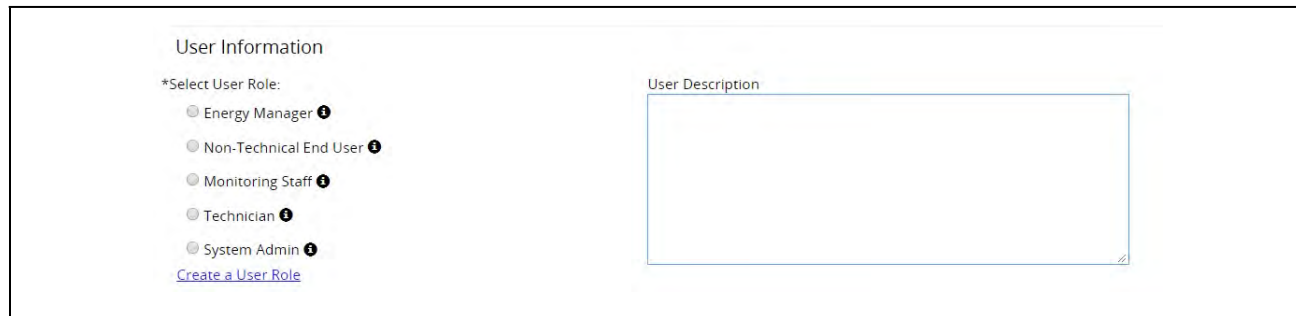 User Information
*Select User Role:
Energy Manager
Non-Technical End User
Monitoring Staff
Technician
System Admin
Create a User Role
User Description